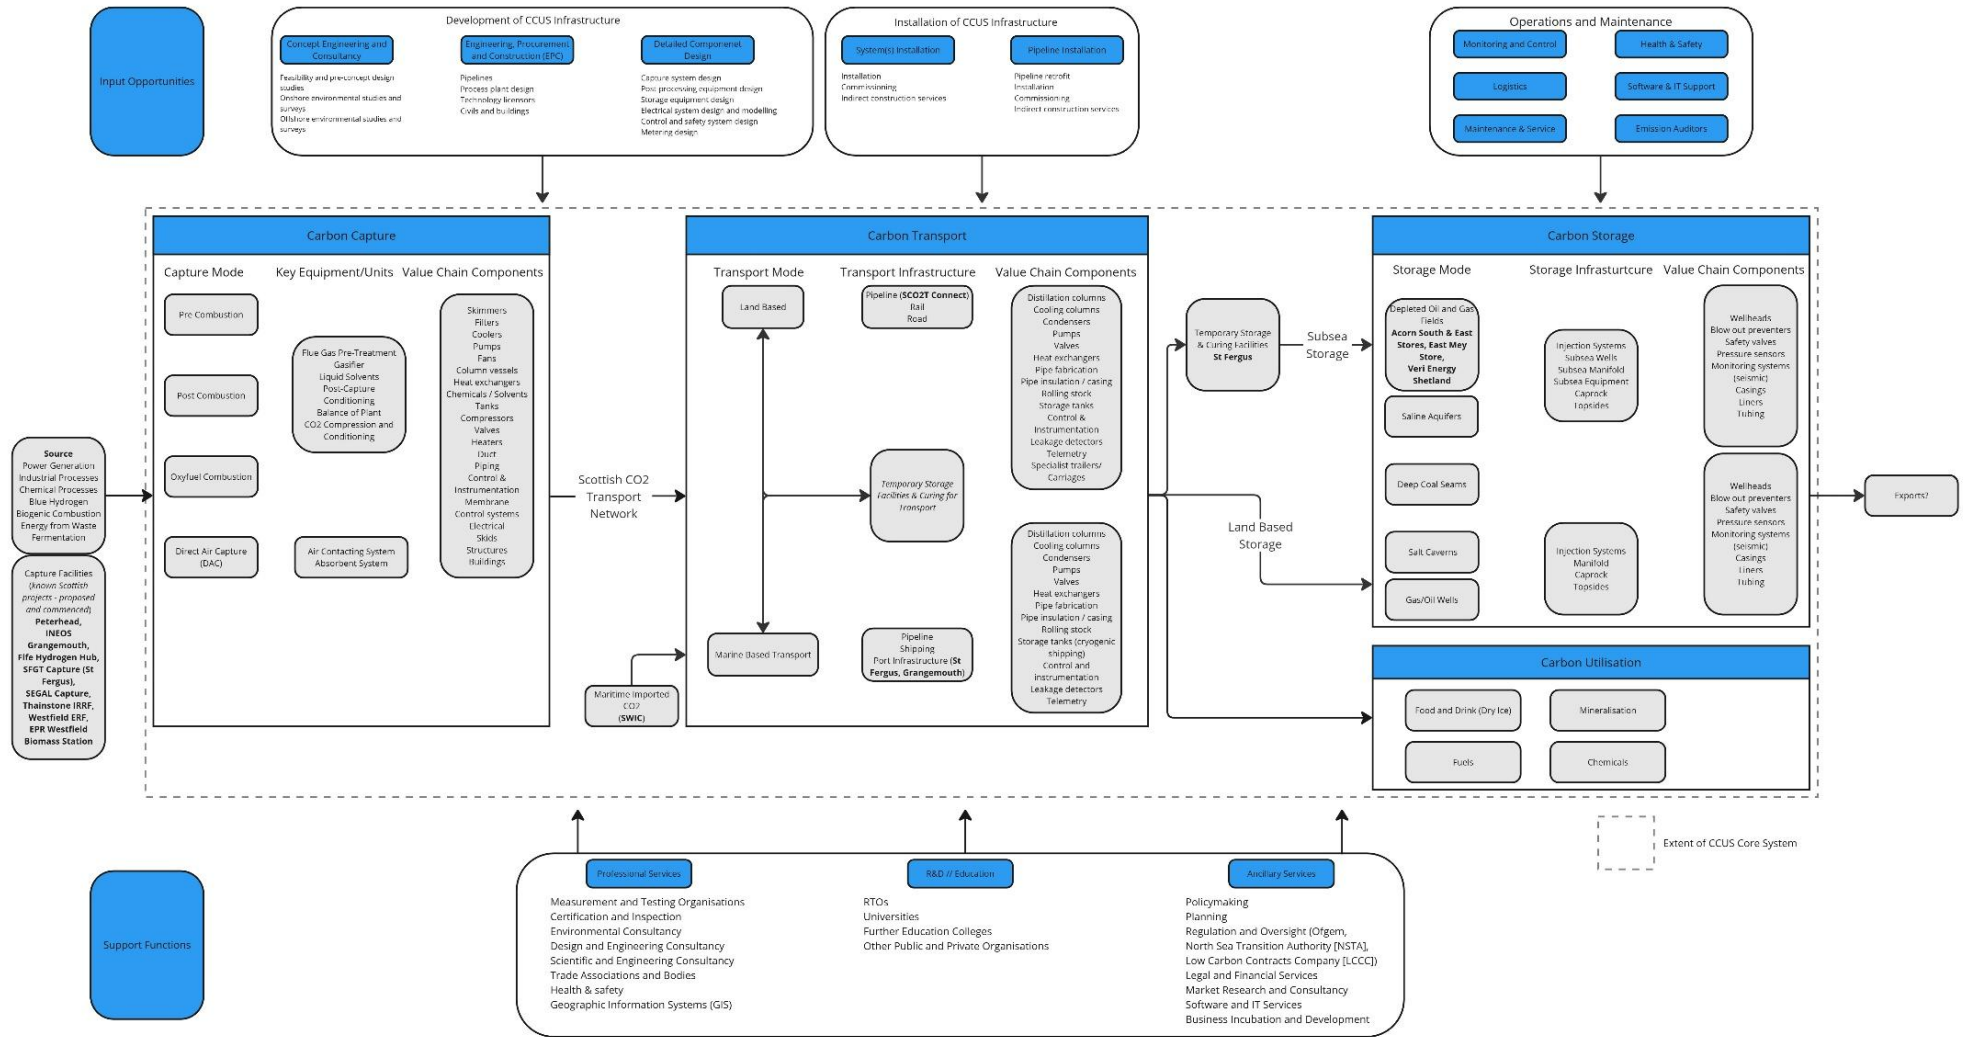 Input Opportunities
Development of CCUS Infrastructure
Concept Engineering and
Consultancy
Feasibility and pre-concept design
studies
Onshore environmental studies and
surveys
Offshore environmental studies and
surveys
Engineering, Procurement
and Construction (EPC)
Pipelines
Process plant design
Technology licensors
Civils and buildings
Detailed Componenet
Design
Capture system design
Post processing equipment design
Storage equipment design
Electrical system design and modelling
Control and safety system design
Metering design
Installation of CCUS Infrastructure
System(s) Installation
Installation
Commissioning
Indirect construction services
Pipeline Installation
Pipeline retrofit
Installation
Commissioning
Indirect construction services
Operations and Maintenance
Monitoring and Control
Health & Safety
Logistics
Software & IT Support
Maintenance & Service
Emission Auditors
Source
Power Generation
Industrial Processes
Chemical Processes
Blue Hydrogen
Biogenic Combustion
Energy from Waste
Fermentation
Capture Facilities
(known Scottish
projects - proposed
and commenced)
Peterhead,
INEOS
Grangemouth,
Fife Hydrogen Hub,
SFGT Capture (St
Fergus),
SEGAL Capture,
Thainstone IRRF,
Westfield ERF,
EPR Westfield
Biomass Station
Carbon Capture
Capture Mode
Pre Combustion
Post Combustion
Oxyfuel Combustion
Direct Air Capture
(DAC)
Key Equipment/Units
Flue Gas Pre-Treatment
Gasifier
Liquid Solvents
Post-Capture
Conditioning
Balance of Plant
CO2 Compression and
Conditioning
Air Contacting System
Absorbent System
Value Chain Components
Skimmers
Filters
Coolers
Pumps
Fans
Column vessels
Heat exchangers
Chemicals / Solvents
Tanks
Compressors
Valves
Heaters
Duct
Piping
Control &
Instrumentation
Membrane
Control systems
Electrical
Skids
Structures
Buildings
Scottish CO2
Transport
Network
Maritime Imported
CO2
(SWIC)
Carbon Transport
Transport Mode
Land Based
Marine Based Transport
Transport Infrastructure
Pipeline (SCO2T Connect)
Rail
Road
Temporary Storage
Facilities & Curing for
Transport
Pipeline
Shipping
Port Infrastructure (St
Fergus, Grangemouth)
Value Chain Components
Distillation columns
Cooling columns
Condensers
Pumps
Valves
Heat exchangers
Pipe fabrication
Pipe insulation / casing
Rolling stock
Storage tanks
Control &
Instrumentation
Leakage detectors
Telemetry
Specialist trailers/
Carriages
Distillation columns
Cooling columns
Condensers
Pumps
Valves
Heat exchangers
Pipe fabrication
Pipe insulation / casing
Rolling stock
Storage tanks (cryogenic
shipping)
Control and
instrumentation
Leakage detectors
Telemetry
Temporary Storage
& Curing Facilities
St Fergus
Subsea
Storage
Land Based
Storage
Carbon Storage
Storage Mode
Depleted Oil and Gas
Fields
Acorn South & East
Stores, East Mey
Store,
Veri Energy
Shetland
Saline Aquifers
Deep Coal Seams
Salt Caverns
Gas/Oil Wells
Storage Infrasturtcure
Injection Systems
Subsea Wells
Subsea Manifold
Subsea Equipment
Caprock
Topsides
Injection Systems
Manifold
Caprock
Topsides
Value Chain Components
Wellheads
Blow out preventers
Safety valves
Pressure sensors
Monitoring systems
(seismic)
Casings
Liners
Tubing
Wellheads
Blow out preventers
Safety valves
Pressure sensors
Monitoring systems
(seismic)
Casings
Liners
Tubing
Exports?
Carbon Utilisation
Food and Drink (Dry Ice)
Mineralisation
Fuels
Chemicals
Extent of CCUS Core System
Support Functions
Professional Services
Measurement and Testing Organisations
Certification and Inspection
Environmental Consultancy
Design and Engineering Consultancy
Scientific and Engineering Consultancy
Trade Associations and Bodies
Health & safety
Geographic Information Systems (GIS)
R&D // Education
RTOs
Universities
Further Education Colleges
Other Public and Private Organisations
Ancillary Services
Policymaking
Planning
Regulation and Oversight (Ofgem,
North Sea Transition Authority [NSTA],
Low Carbon Contracts Company [LCCC])
Legal and Financial Services
Market Research and Consultancy
Software and IT Services
Business Incubation and Development